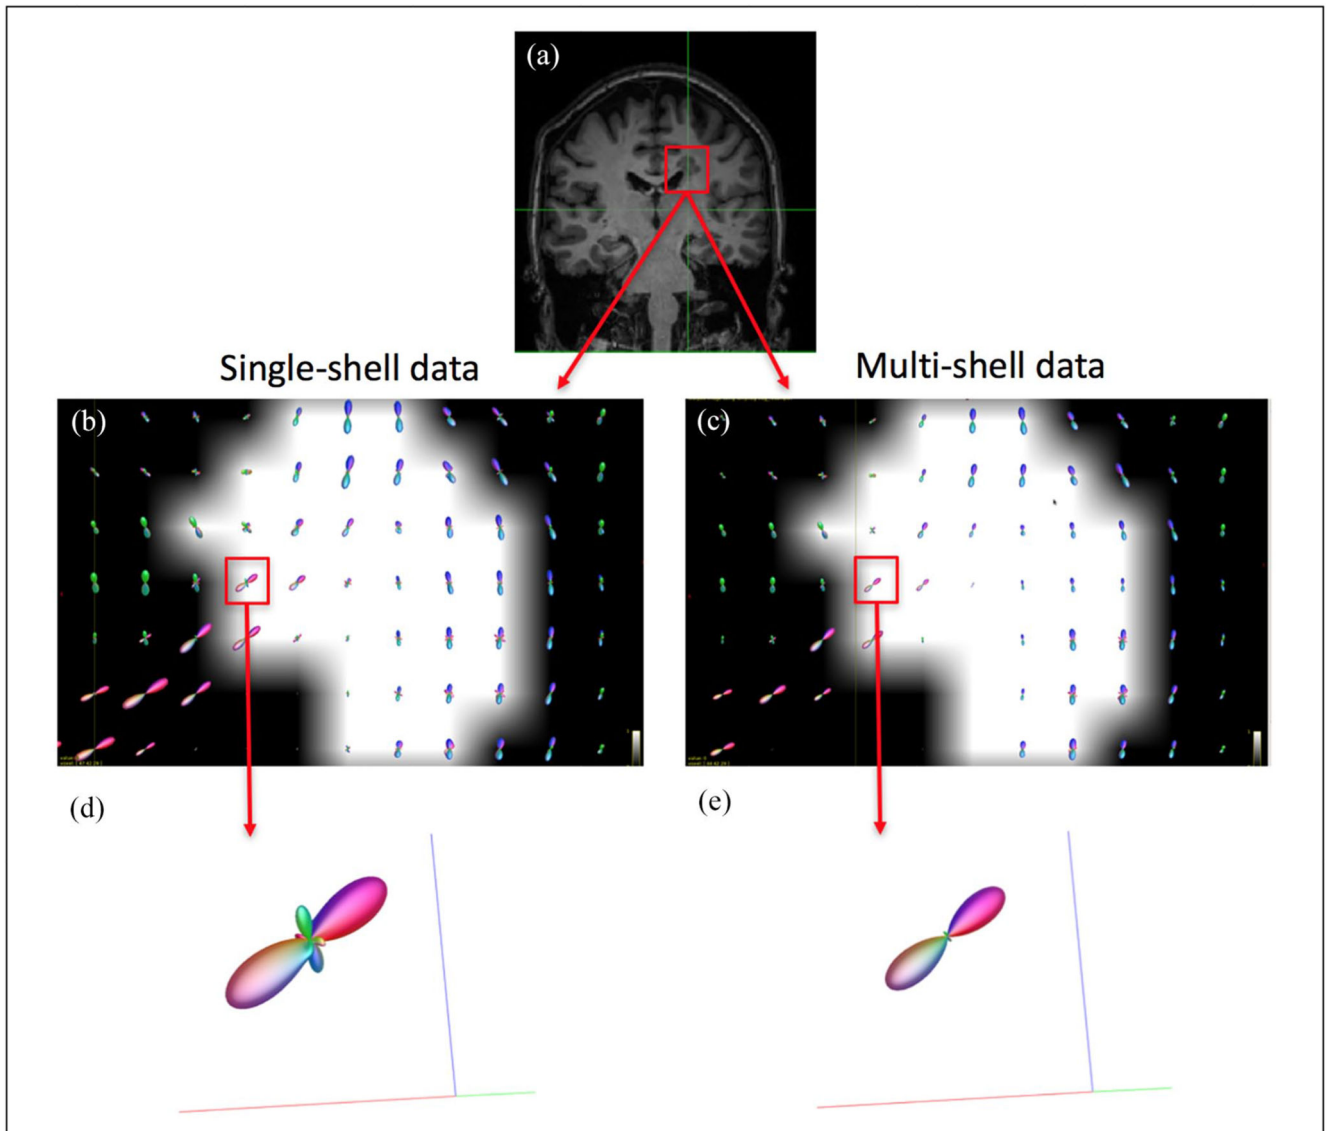 (a)
Single-shell data
Multi-shell data
(b)
(c)
(d)
(e)